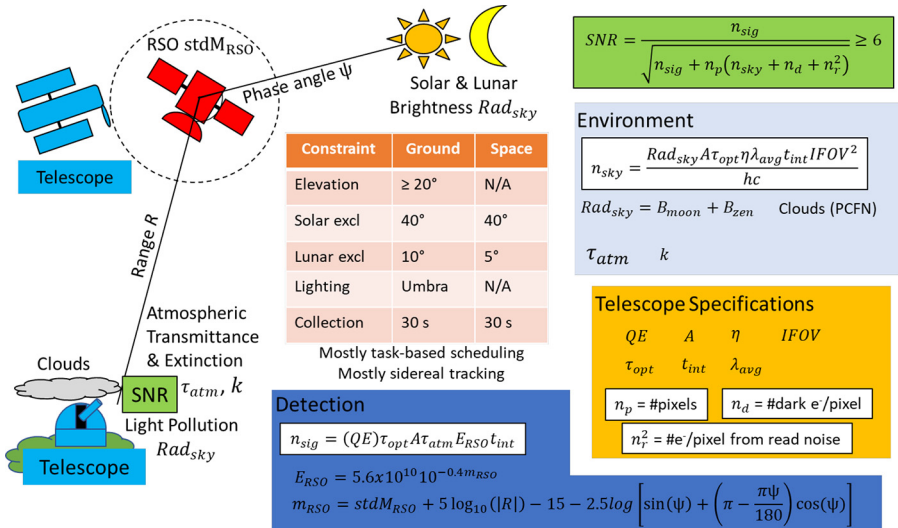 RSO stdM_RSO
Phase angle ψ
Solar & Lunar
Brightness Rad_sky
Telescope
Range R
Atmospheric
Transmittance
& Extinction
τ_atm, k
Clouds
SNR
Light Pollution
Rad_sky
Telescope
Constraint Ground Space
Elevation ≥ 20° N/A
Solar excl 40° 40°
Lunar excl 10° 5°
Lighting Umbra N/A
Collection 30 s 30 s
Mostly task-based scheduling
Mostly sidereal tracking
SNR = n_sig / √(n_sig + n_p(n_sky + n_d + n_r^2)) ≥ 6
Environment
n_sky = Rad_sky Aτ_opt ηλ_avg t_int IFOV^2 / hc
Rad_sky = B_moon + B_zen Clouds (PCFN)
τ_atm k
Telescope Specifications
QE A η IFOV
τ_opt t_int λ_avg
n_p = #pixels n_d = #dark e^-/pixel
n_r^2 = #e^-/pixel from read noise
Detection
n_sig = (QE)τ_opt Aτ_atm E_RSO t_int
E_RSO = 5.6x10^10 10^(-0.4m_RSO)
m_RSO = stdM_RSO + 5 log_10(|R|) − 15 − 2.5log [sin(ψ) + (π − πψ/180) cos(ψ)]